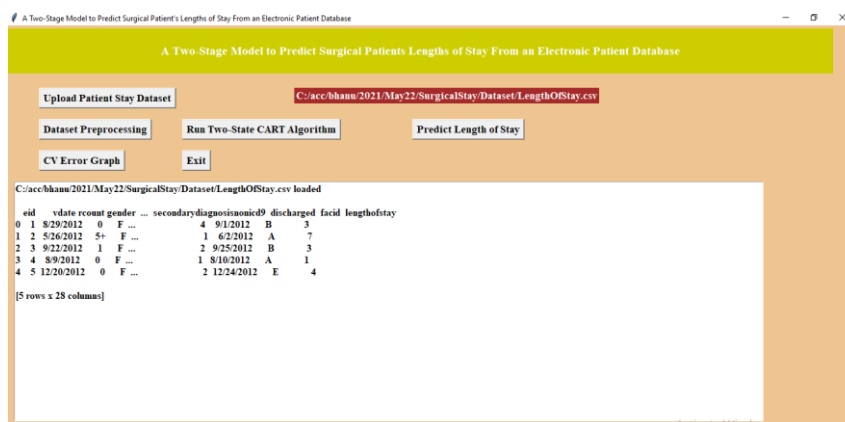 A Two-Stage Model to Predict Surgical Patient's Lengths of Stay From an Electronic Patient Database
A Two-Stage Model to Predict Surgical Patients Lengths of Stay From an Electronic Patient Database
Upload Patient Stay Dataset C:/acc/bhanu/2021/May22/SurgicalStay/Dataset/LengthOfStay.csv
Dataset Preprocessing Run Two-State CART Algorithm Predict Length of Stay
CV Error Graph Exit
C:/acc/bhanu/2021/May22/SurgicalStay/Dataset/LengthOfStay.csv loaded
eid vdate rcount gender ... secondarydiagnosisnonicd9 discharged facid lengthofstay
0 1 8/29/2012 0 F ... 4 9/1/2012 B 3
1 2 5/26/2012 5+ F ... 1 6/2/2012 A 7
2 3 9/22/2012 1 F ... 2 9/25/2012 B 3
3 4 8/9/2012 0 F ... 1 8/10/2012 A 1
4 5 12/20/2012 0 F ... 2 12/24/2012 E 4
[5 rows x 28 columns]